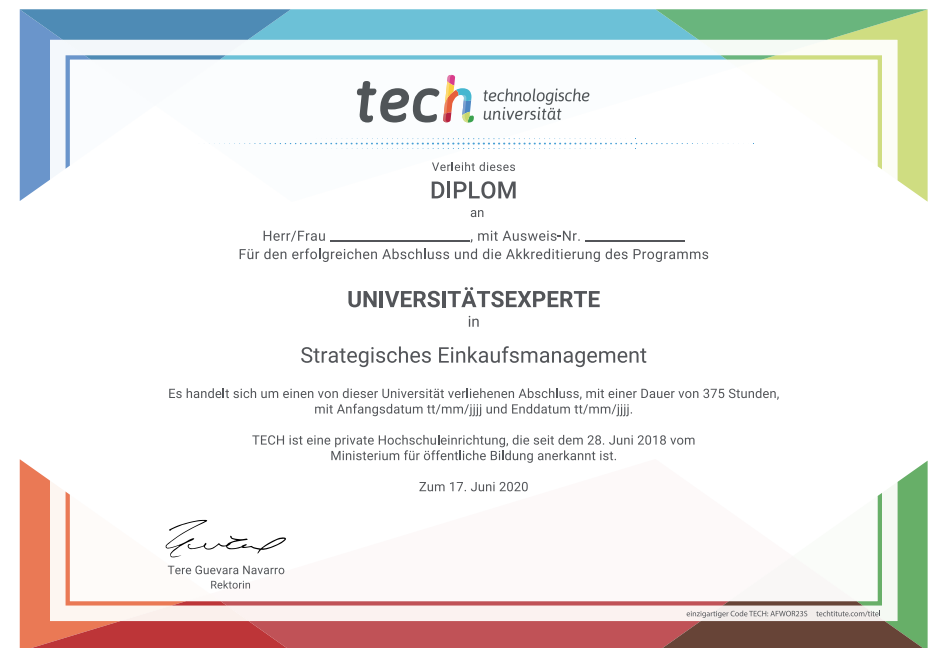 tech technologische
universität
Verleiht dieses
DIPLOM
an
Herr/Frau ____________________, mit Ausweis-Nr. ______________
Für den erfolgreichen Abschluss und die Akkreditierung des Programms
UNIVERSITÄTSEXPERTE
in
Strategisches Einkaufsmanagement
Es handelt sich um einen von dieser Universität verliehenen Abschluss, mit einer Dauer von 375 Stunden,
mit Anfangsdatum tt/mm/jjjj und Enddatum tt/mm/jjjj.
TECH ist eine private Hochschuleinrichtung, die seit dem 28. Juni 2018 vom
Ministerium für öffentliche Bildung anerkannt ist.
Zum 17. Juni 2020
Tere Guevara Navarro
Rektorin
einzigartiger Code TECH: AFWOR23S techtitute.com/titel